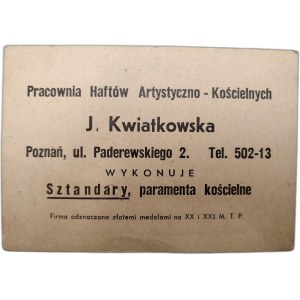 Pracownia Haftów Artystyczno - Kościelnych
J. Kwiatkowska
Poznań, ul. Paderewskiego 2. Tel. 502-13
WYKONUJE
Sztandary, paramenta kościelne
Firma odznaczona złotemi medalami na XX i XXI M. T. P.